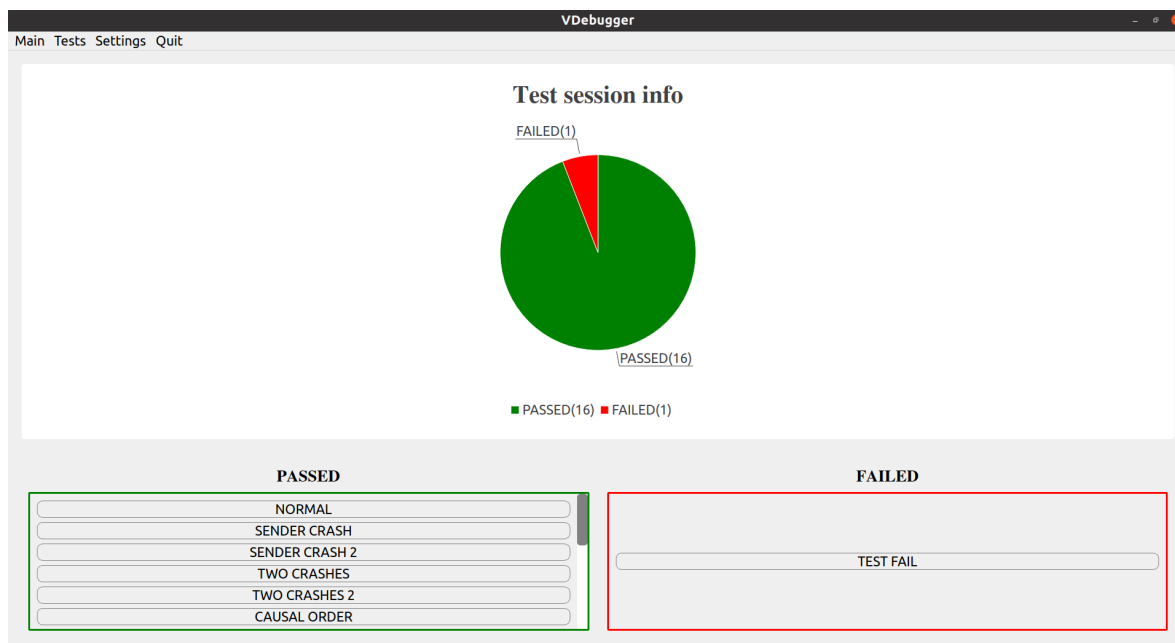 VDebugger
Main Tests Settings Quit
Test session info
FAILED(1)
PASSED(16)
PASSED(16) FAILED(1)
PASSED
NORMAL
SENDER CRASH
SENDER CRASH 2
TWO CRASHES
TWO CRASHES 2
CAUSAL ORDER
FAILED
TEST FAIL